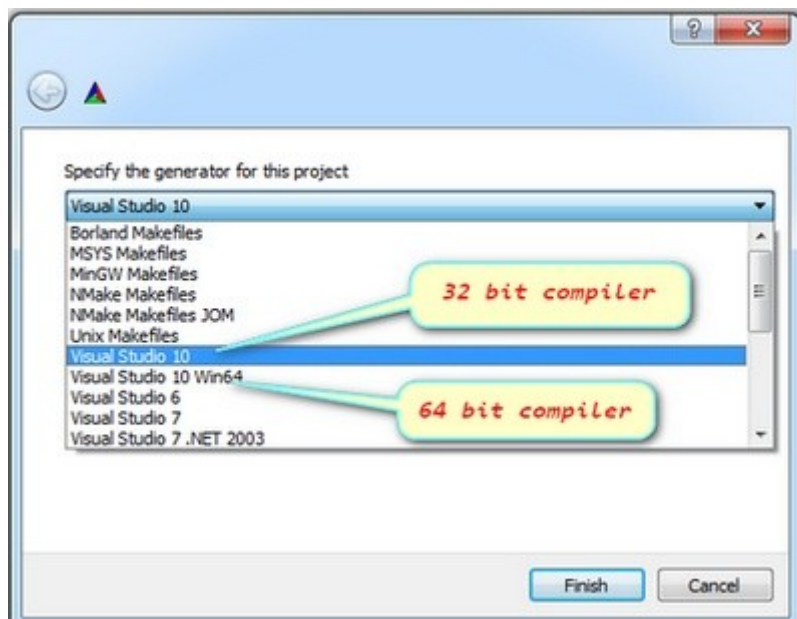 ?
x
Specify the generator for this project
Visual Studio 10
Borland Makefiles
MSYS Makefiles
MinGW Makefiles
NMake Makefiles
NMake Makefiles JOM
Unix Makefiles
Visual Studio 10
Visual Studio 10 Win64
Visual Studio 6
Visual Studio 7
Visual Studio 7 .NET 2003
32 bit compiler
64 bit compiler
Finish
Cancel